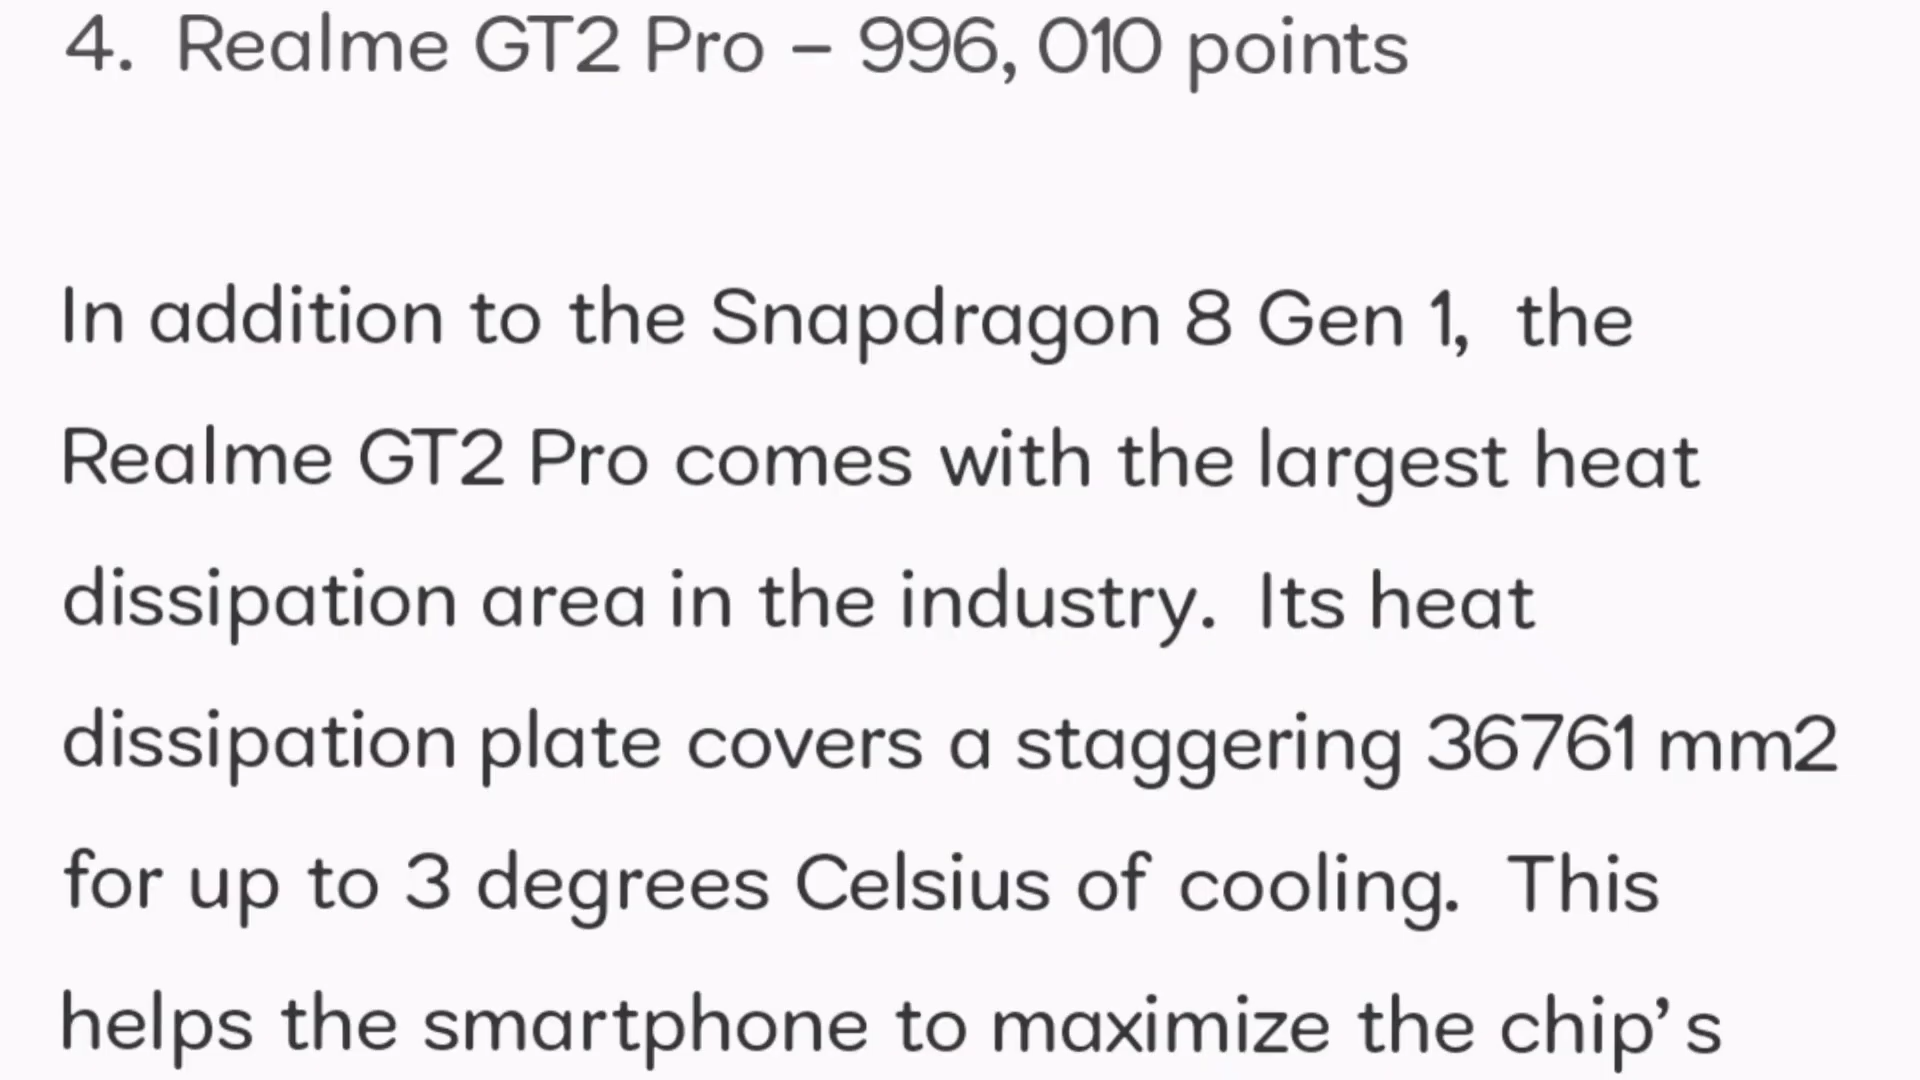 4. Realme GT2 Pro – 996, 010 points
In addition to the Snapdragon 8 Gen 1, the
Realme GT2 Pro comes with the largest heat
dissipation area in the industry. Its heat
dissipation plate covers a staggering 36761 mm2
for up to 3 degrees Celsius of cooling. This
helps the smartphone to maximize the chip’s